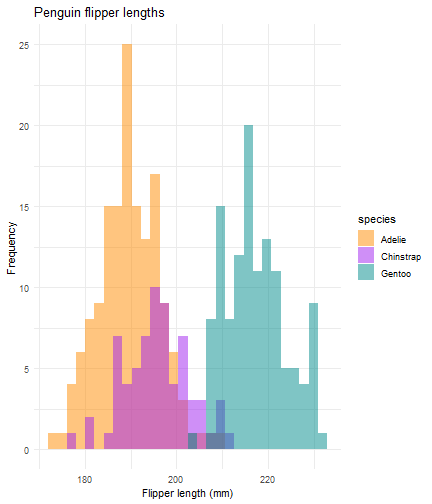 Penguin flipper lengths
25
20
15
10
5
0
Frequency
180
200
220
Flipper length (mm)
species
Adelie
Chinstrap
Gentoo